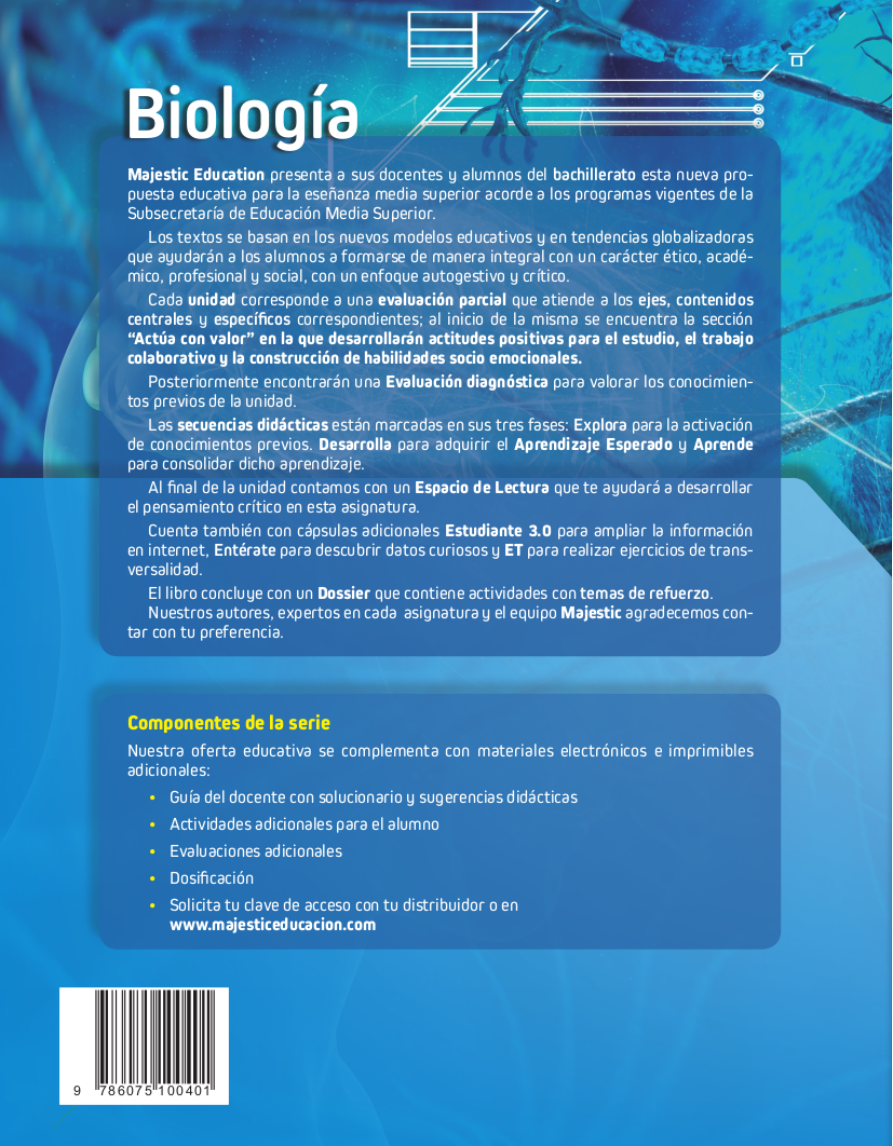 Biología
Majestic Education presenta a sus docentes y alumnos del bachillerato esta nueva pro-
puesta educativa para la eseñanza media superior acorde a los programas vigentes de la
Subsecretaría de Educación Media Superior.
Los textos se basan en los nuevos modelos educativos y en tendencias globalizadoras
que ayudarán a los alumnos a formarse de manera integral con un carácter ético, acadé-
mico, profesional y social, con un enfoque autogestivo y crítico.
Cada unidad corresponde a una evaluación parcial que atiende a los ejes, contenidos
centrales y específicos correspondientes; al inicio de la misma se encuentra la sección
“Actúa con valor” en la que desarrollarán actitudes positivas para el estudio, el trabajo
colaborativo y la construcción de habilidades socio emocionales.
Posteriormente encontrarán una Evaluación diagnóstica para valorar los conocimien-
tos previos de la unidad.
Las secuencias didácticas están marcadas en sus tres fases: Explora para la activación
de conocimientos previos. Desarrolla para adquirir el Aprendizaje Esperado y Aprende
para consolidar dicho aprendizaje.
Al final de la unidad contamos con un Espacio de Lectura que te ayudará a desarrollar
el pensamiento crítico en esta asignatura.
Cuenta también con cápsulas adicionales Estudiante 3.0 para ampliar la información
en internet, Entérate para descubrir datos curiosos y ET para realizar ejercicios de trans-
versalidad.
El libro concluye con un Dossier que contiene actividades con temas de refuerzo.
Nuestros autores, expertos en cada asignatura y el equipo Majestic agradecemos con-
tar con tu preferencia.
Componentes de la serie
Nuestra oferta educativa se complementa con materiales electrónicos e imprimibles
adicionales:
• Guía del docente con solucionario y sugerencias didácticas
• Actividades adicionales para el alumno
• Evaluaciones adicionales
• Dosificación
• Solicita tu clave de acceso con tu distribuidor o en
www.majesticeducacion.com
9 786075 100401